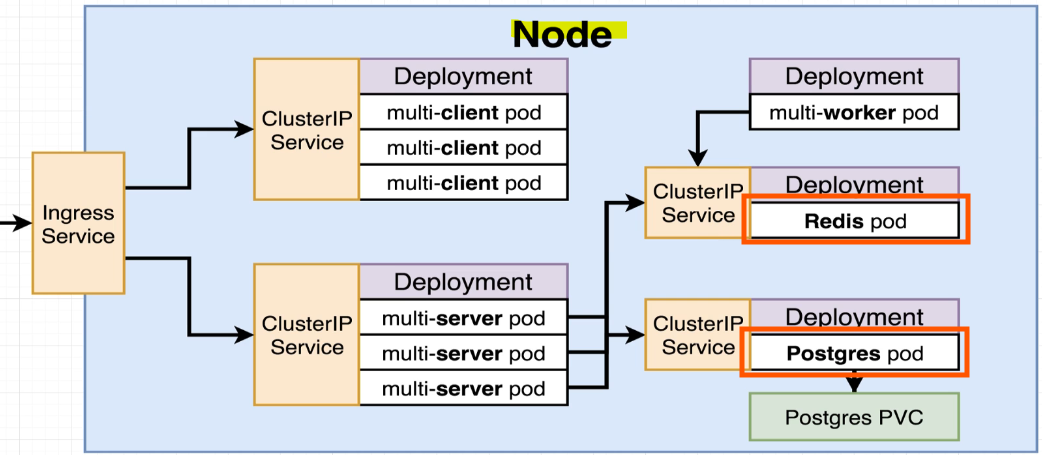 Node
Ingress
Service
ClusterIP
Service
Deployment
multi-client pod
multi-client pod
multi-client pod
ClusterIP
Service
Deployment
multi-server pod
multi-server pod
multi-server pod
Deployment
multi-worker pod
ClusterIP
Service
Deployment
Redis pod
ClusterIP
Service
Deployment
Postgres pod
Postgres PVC